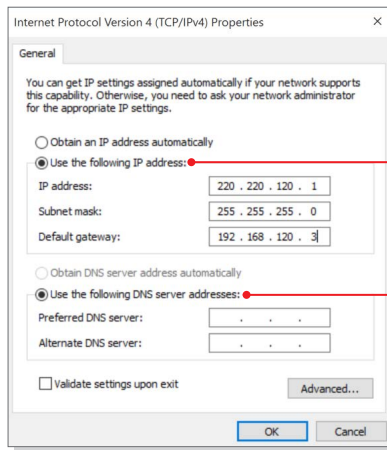 Internet Protocol Version 4 (TCP/IPv4) Properties
General
You can get IP settings assigned automatically if your network supports
this capability. Otherwise, you need to ask your network administrator
for the appropriate IP settings.
Obtain an IP address automatically
Use the following IP address:
IP address: 220 . 220 . 120 . 1
Subnet mask: 255 . 255 . 255 . 0
Default gateway: 192 . 168 . 120 . 3
Obtain DNS server address automatically
Use the following DNS server addresses:
Preferred DNS server: . . .
Alternate DNS server: . . .
Validate settings upon exit
Advanced...
OK Cancel